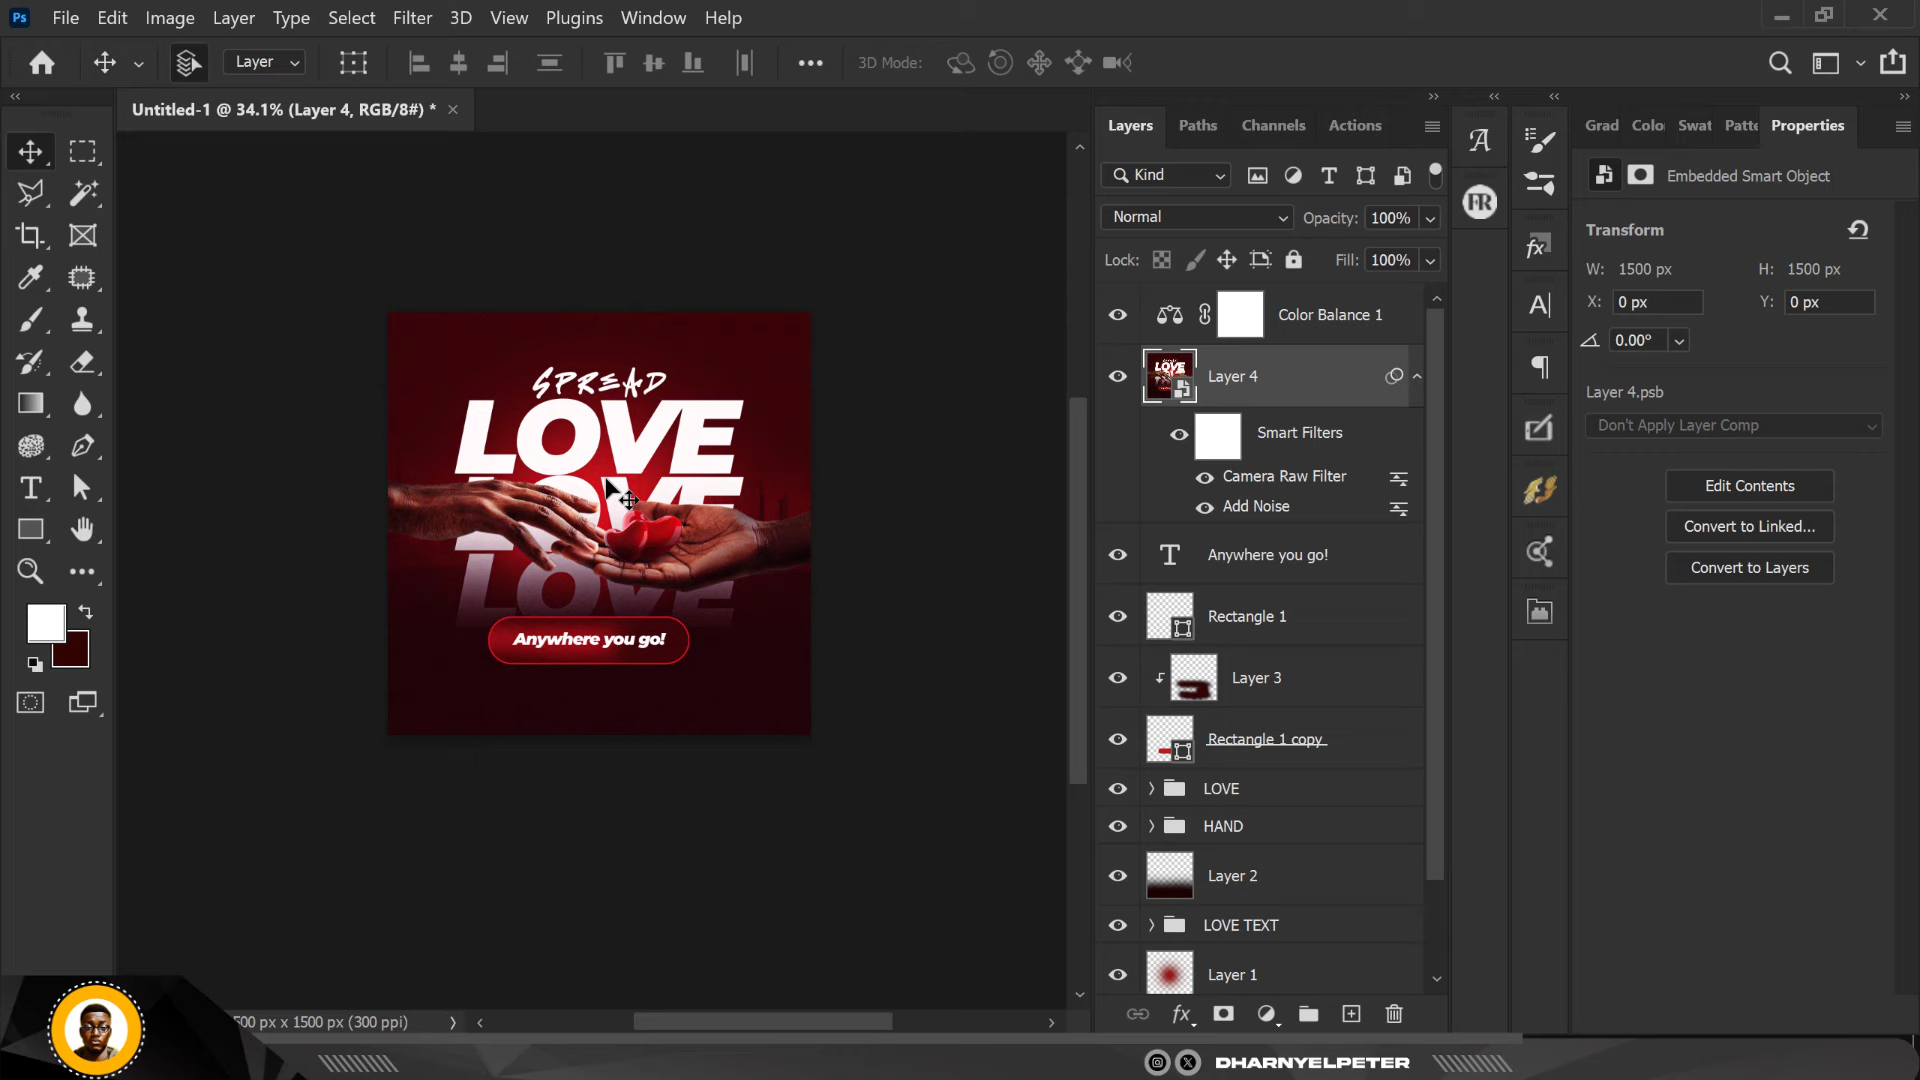 Ps File Edit Image Layer Type Select Filter 3D View Plugins Window Help
Layer 3D Mode:
Untitled-1 @ 34.1% (Layer 4, RGB/8#) *
Layers Paths Channels Actions
Grad Colo Swat Patte Properties
Kind
Embedded Smart Object
Normal Opacity: 100%
Lock: Fill: 100%
Transform
W: 1500 px H: 1500 px
X: 0 px Y: 0 px
0.00°
Layer 4.psb
Don't Apply Layer Comp
Edit Contents
Convert to Linked...
Convert to Layers
Color Balance 1
Layer 4
Smart Filters
Camera Raw Filter
Add Noise
Anywhere you go!
Rectangle 1
Layer 3
Rectangle 1 copy
LOVE
HAND
Layer 2
LOVE TEXT
Layer 1
SPREAD
LOVE
LOVE
LOVE
Anywhere you go!
500 px x 1500 px (300 ppi)
DHARNYELPETER